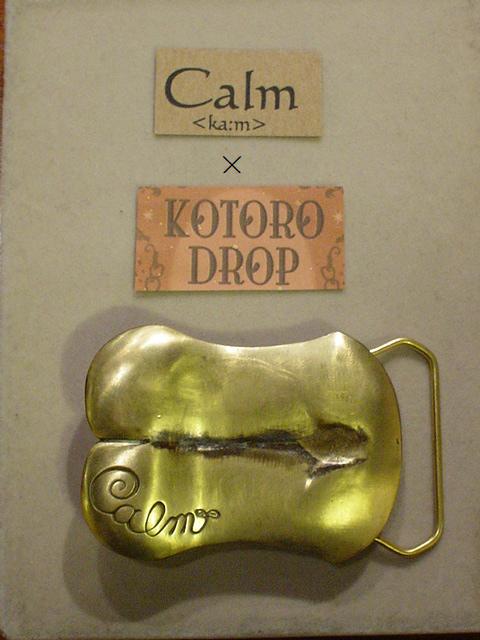 Calm
<ka:m>
×
KOTORO
DROP
Calm